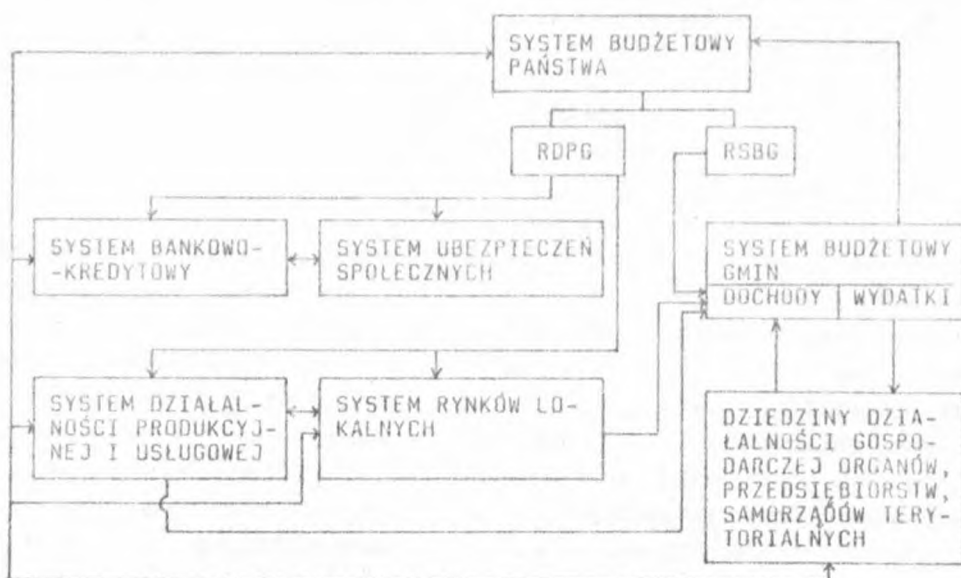 SYSTEM BUDŻETOWY
PAŃSTWA
RDPG
RSBG
SYSTEM BANKOWO-
-KREDYTOWY
SYSTEM UBEZPIECZEŃ
SPOŁECZNYCH
SYSTEM BUDŻETOWY
GMIN
DOCHODY
WYDATKI
SYSTEM DZIAŁAL-
NOŚCI PRODUKCYJ-
NEJ I USŁUGOWEJ
SYSTEM RYNKÓW LO-
KALNYCH
DZIEDZINY DZIA-
ŁALNOŚCI GOSPO-
DARCZEJ ORGANÓW,
PRZEDSIĘBIORSTW,
SAMORZĄDÓW TERY-
TORIALNYCH